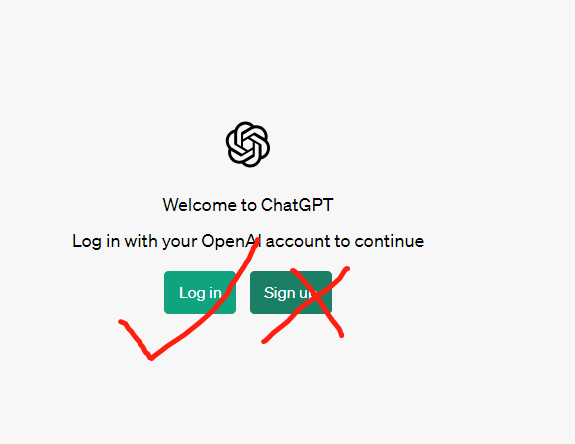 Welcome to ChatGPT
Log in with your OpenAI account to continue
Log in Sign up